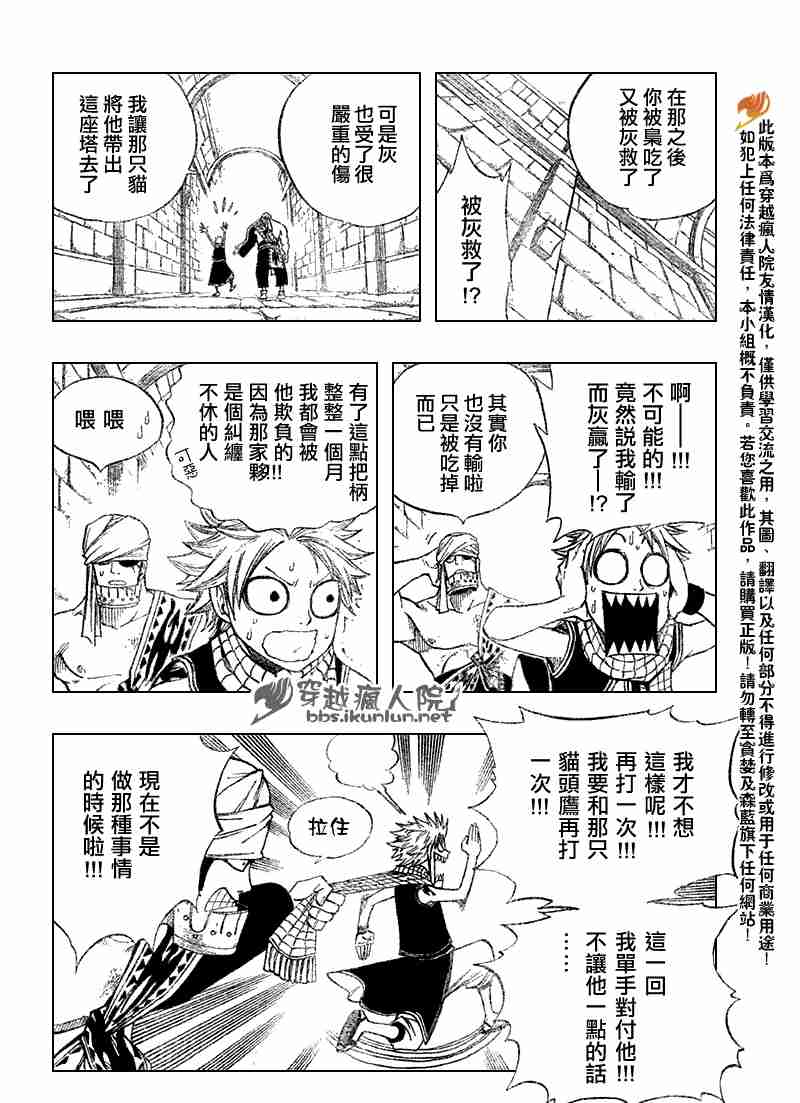 在那之後
你被梟吃了
又被灰救了
被灰救了!?
可是灰
也受了很
嚴重的傷
我讓那只貓
將他帶出
這座塔去了
啊——!!!
不可能的!!!
竟然說我輸了
而灰贏了—!?
其實你
也沒有輸啦
只是被吃掉
而已
有了這點把柄
整整一個月
我都會被
他欺負的!!
因為那家夥
是個糾纏
不休的人
可惡
喂喂
我才不想
這樣呢!!!
再打一次!!!
我要和那只
貓頭鷹再打
一次!!!
這一回
我單手對付他!!!
不讓他一點的話
……
拉住
現在不是
做那種事情
的時候啦!!!
穿越瘋人院
bbs.ikunlun.net
此版本爲穿越瘋人院友情漢化，僅供學習交流之用，其圖、翻譯以及任何部分不得進行修改或用于任何商業用途！
如犯上任何法律責任，本小組概不負責。若您喜歡此作品，請購買正版！請勿轉至貪婪及森藍旗下任何網站！